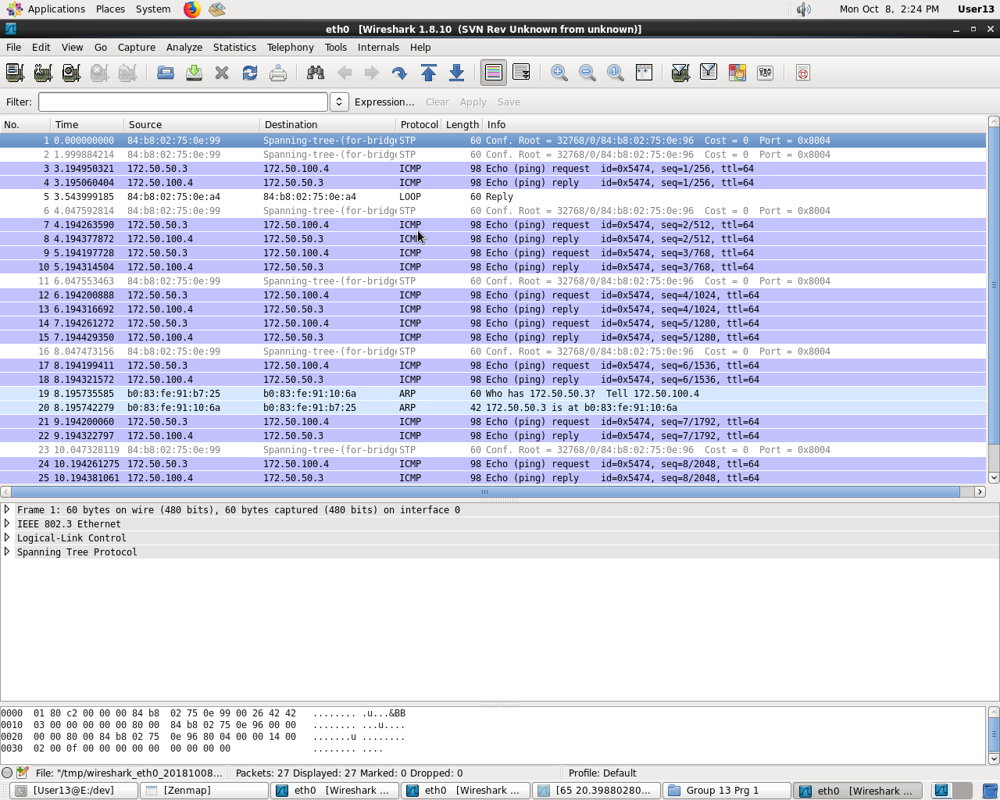 Applications Places System Mon Oct 8, 2:24 PM User13
eth0 [Wireshark 1.8.10 (SVN Rev Unknown from unknown)]
File Edit View Go Capture Analyze Statistics Telephony Tools Internals Help
Filter: Expression... Clear Apply Save
No. Time Source Destination Protocol Length Info
1 0.000000000 84:b8:02:75:0e:99 Spanning-tree-(for-bridge STP 60 Conf. Root = 32768/0/84:b8:02:75:0e:96 Cost = 0 Port = 0x8004
2 1.999884214 84:b8:02:75:0e:99 Spanning-tree-(for-bridge STP 60 Conf. Root = 32768/0/84:b8:02:75:0e:96 Cost = 0 Port = 0x8004
3 3.194950321 172.50.50.3 172.50.100.4 ICMP 98 Echo (ping) request id=0x5474, seq=1/256, ttl=64
4 3.195060404 172.50.100.4 172.50.50.3 ICMP 98 Echo (ping) reply id=0x5474, seq=1/256, ttl=64
5 3.543999185 84:b8:02:75:0e:a4 84:b8:02:75:0e:a4 LOOP 60 Reply
6 4.047592814 84:b8:02:75:0e:99 Spanning-tree-(for-bridge STP 60 Conf. Root = 32768/0/84:b8:02:75:0e:96 Cost = 0 Port = 0x8004
7 4.194263590 172.50.50.3 172.50.100.4 ICMP 98 Echo (ping) request id=0x5474, seq=2/512, ttl=64
8 4.194377872 172.50.100.4 172.50.50.3 ICMP 98 Echo (ping) reply id=0x5474, seq=2/512, ttl=64
9 5.194197728 172.50.50.3 172.50.100.4 ICMP 98 Echo (ping) request id=0x5474, seq=3/768, ttl=64
10 5.194314504 172.50.100.4 172.50.50.3 ICMP 98 Echo (ping) reply id=0x5474, seq=3/768, ttl=64
11 6.047553463 84:b8:02:75:0e:99 Spanning-tree-(for-bridge STP 60 Conf. Root = 32768/0/84:b8:02:75:0e:96 Cost = 0 Port = 0x8004
12 6.194200888 172.50.50.3 172.50.100.4 ICMP 98 Echo (ping) request id=0x5474, seq=4/1024, ttl=64
13 6.194316692 172.50.100.4 172.50.50.3 ICMP 98 Echo (ping) reply id=0x5474, seq=4/1024, ttl=64
14 7.194261272 172.50.50.3 172.50.100.4 ICMP 98 Echo (ping) request id=0x5474, seq=5/1280, ttl=64
15 7.194429350 172.50.100.4 172.50.50.3 ICMP 98 Echo (ping) reply id=0x5474, seq=5/1280, ttl=64
16 8.047473156 84:b8:02:75:0e:99 Spanning-tree-(for-bridge STP 60 Conf. Root = 32768/0/84:b8:02:75:0e:96 Cost = 0 Port = 0x8004
17 8.194199411 172.50.50.3 172.50.100.4 ICMP 98 Echo (ping) request id=0x5474, seq=6/1536, ttl=64
18 8.194321572 172.50.100.4 172.50.50.3 ICMP 98 Echo (ping) reply id=0x5474, seq=6/1536, ttl=64
19 8.195735585 b0:83:fe:91:b7:25 b0:83:fe:91:10:6a ARP 60 Who has 172.50.50.3? Tell 172.50.100.4
20 8.195742279 b0:83:fe:91:10:6a b0:83:fe:91:b7:25 ARP 42 172.50.50.3 is at b0:83:fe:91:10:6a
21 9.194200060 172.50.50.3 172.50.100.4 ICMP 98 Echo (ping) request id=0x5474, seq=7/1792, ttl=64
22 9.194322797 172.50.100.4 172.50.50.3 ICMP 98 Echo (ping) reply id=0x5474, seq=7/1792, ttl=64
23 10.047328119 84:b8:02:75:0e:99 Spanning-tree-(for-bridge STP 60 Conf. Root = 32768/0/84:b8:02:75:0e:96 Cost = 0 Port = 0x8004
24 10.194261275 172.50.50.3 172.50.100.4 ICMP 98 Echo (ping) request id=0x5474, seq=8/2048, ttl=64
25 10.194381061 172.50.100.4 172.50.50.3 ICMP 98 Echo (ping) reply id=0x5474, seq=8/2048, ttl=64
Frame 1: 60 bytes on wire (480 bits), 60 bytes captured (480 bits) on interface 0
IEEE 802.3 Ethernet
Logical-Link Control
Spanning Tree Protocol
0000 01 80 c2 00 00 00 84 b8 02 75 0e 99 00 26 42 42 ........ .u...&BB
0010 03 00 00 00 00 00 80 00 84 b8 02 75 0e 96 00 00 ........ ...u....
0020 00 00 80 00 84 b8 02 75 0e 96 80 04 00 00 14 00 .......u ........
0030 02 00 0f 00 00 00 00 00 00 00 00 00 ........ ....
File: "/tmp/wireshark_eth0_20181008... Packets: 27 Displayed: 27 Marked: 0 Dropped: 0 Profile: Default
[User13@E:/dev] [Zenmap] eth0 [Wireshark ... eth0 [Wireshark ... [65 20.39880280... Group 13 Prg 1 eth0 [Wireshark ...